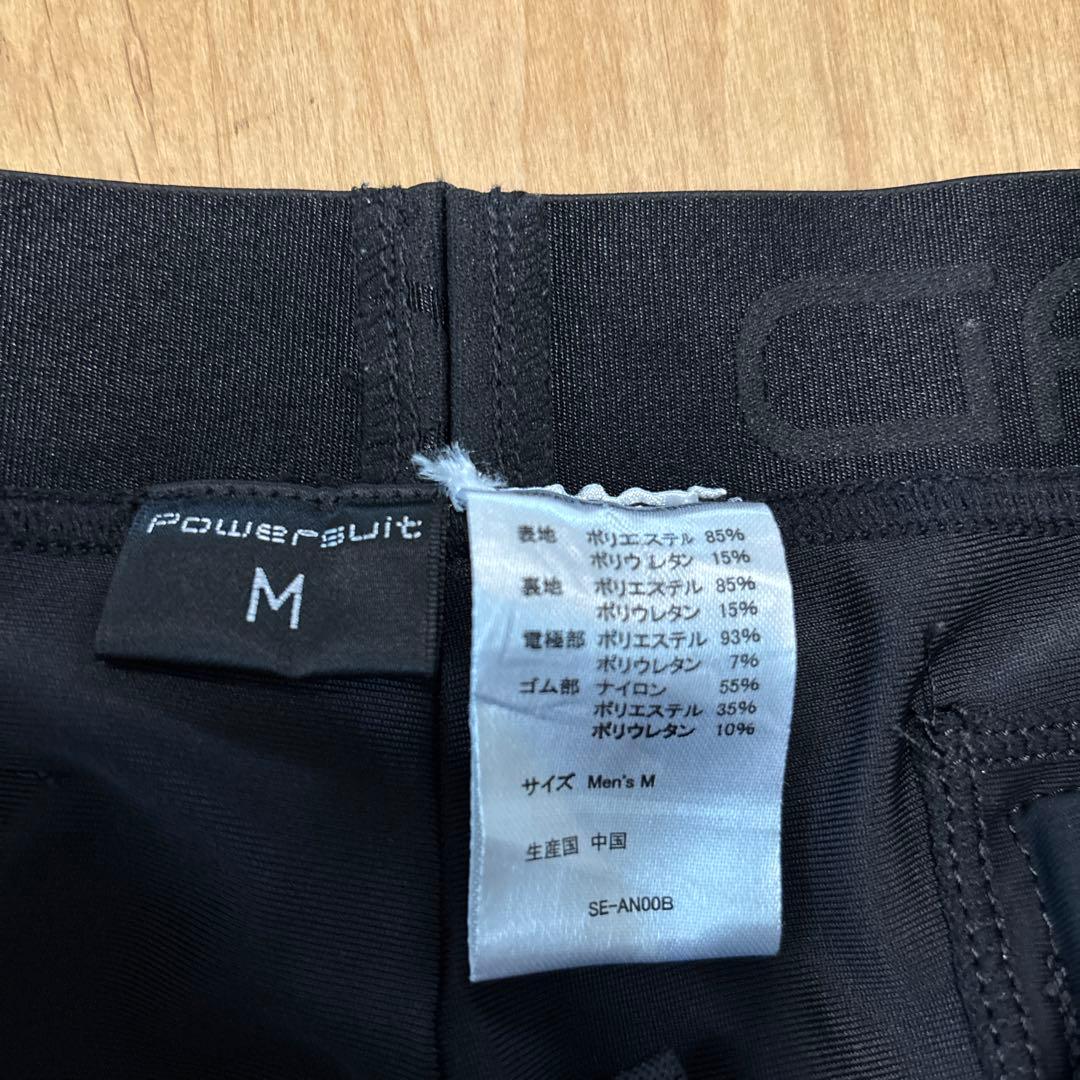 Powersuit
M
表地 ポリエステル 85%
ポリウレタン 15%
裏地 ポリエステル 85%
ポリウレタン 15%
電極部 ポリエステル 93%
ポリウレタン 7%
ゴム部 ナイロン 55%
ポリエステル 35%
ポリウレタン 10%
サイズ Men's M
生産国 中国
SE-AN00B